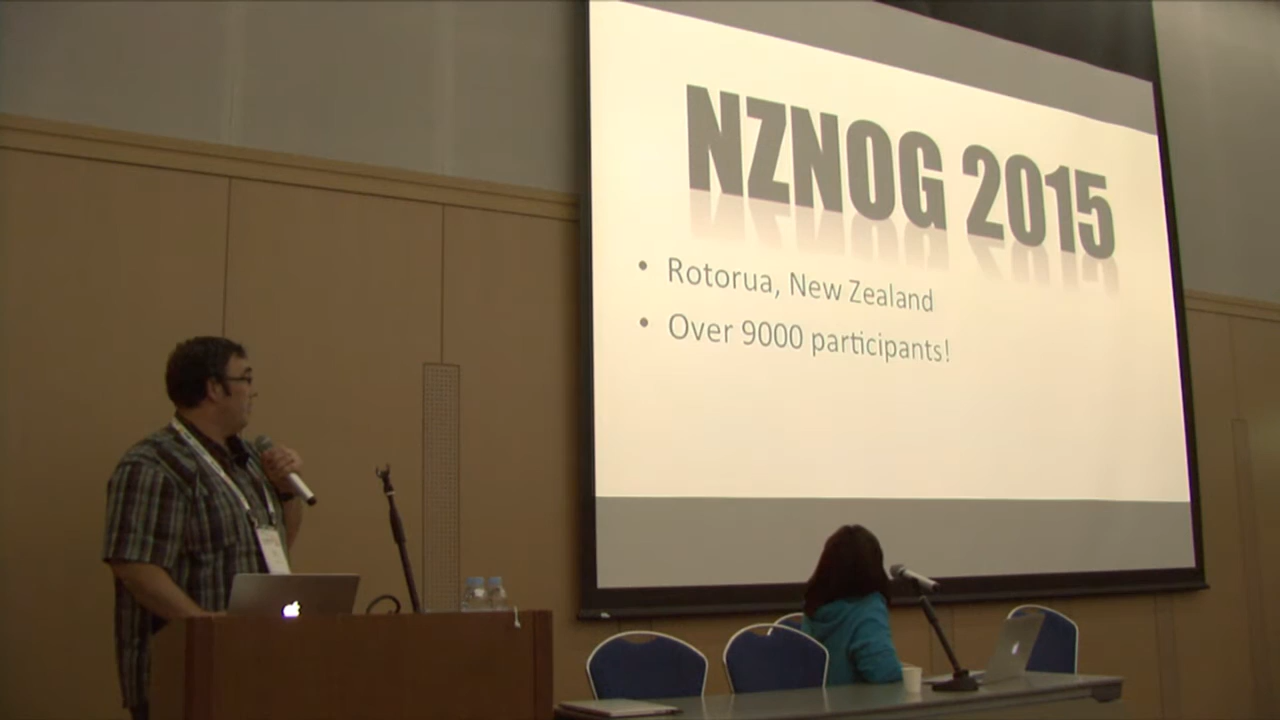 NZNOG 2015
• Rotorua, New Zealand
• Over 9000 participants!